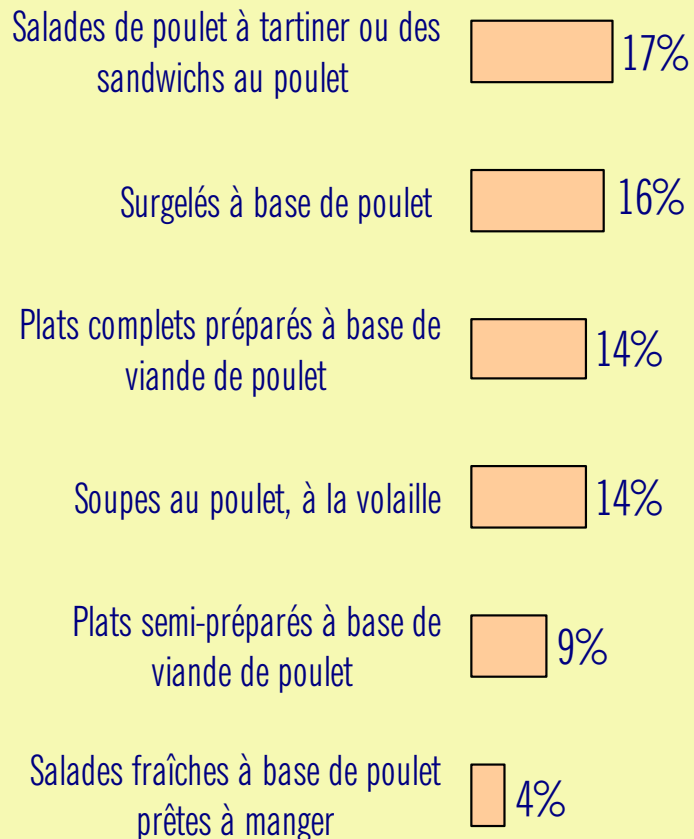 Salades de poulet à tartiner ou des
sandwichs au poulet
17%
Surgelés à base de poulet
16%
Plats complets préparés à base de
viande de poulet
14%
Soupes au poulet, à la volaille
14%
Plats semi-préparés à base de
viande de poulet
9%
Salades fraîches à base de poulet
prêtes à manger
4%